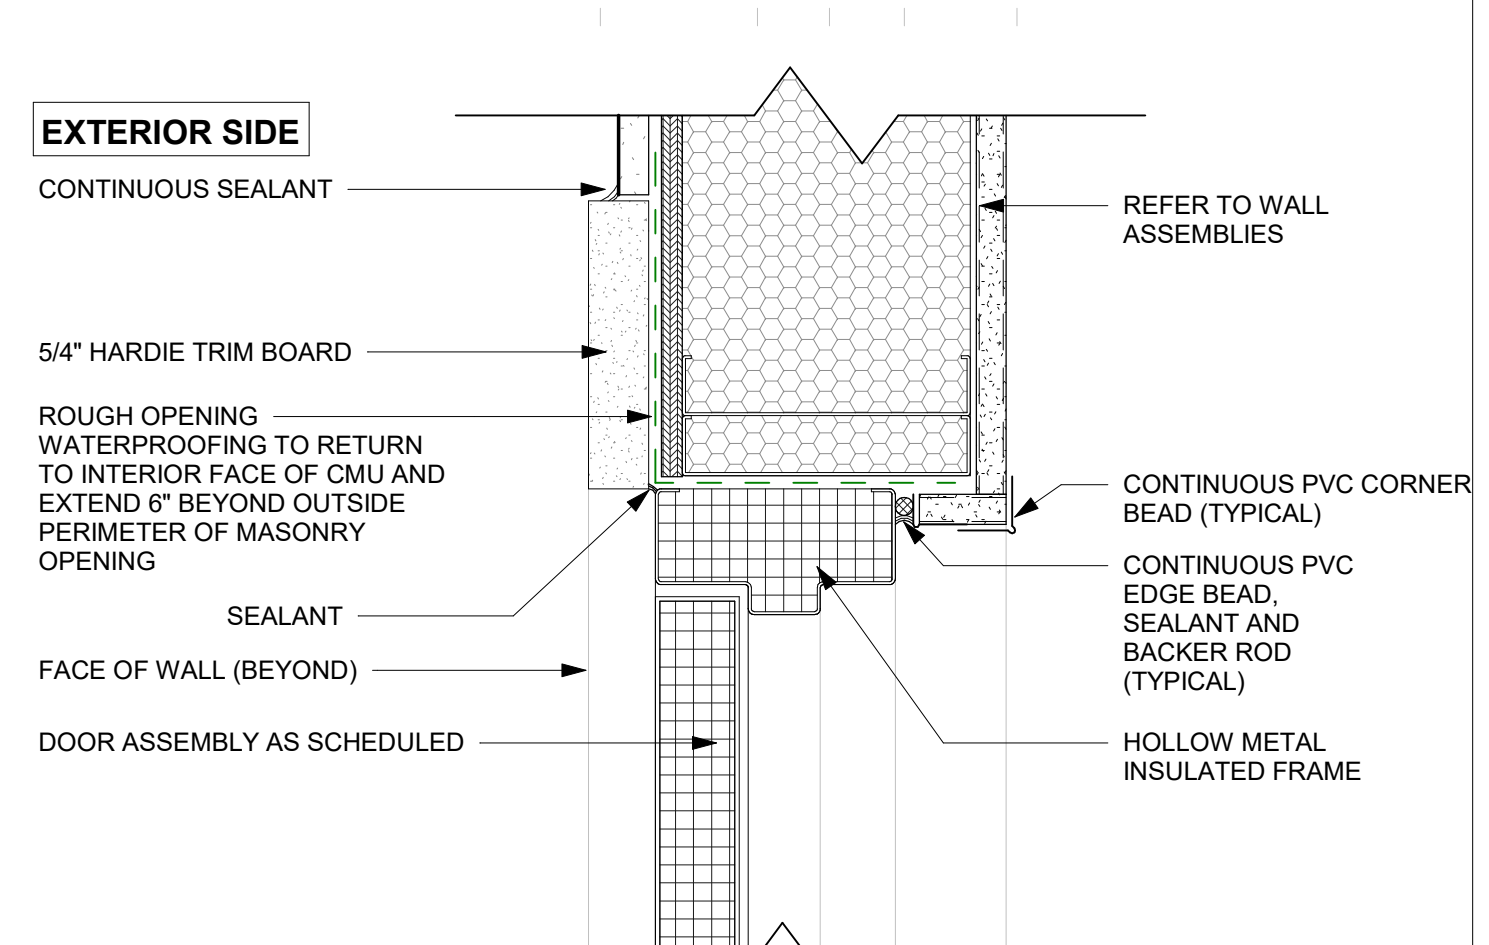 EXTERIOR SIDE
CONTINUOUS SEALANT
5/4" HARDIE TRIM BOARD
ROUGH OPENING
WATERPROOFING TO RETURN
TO INTERIOR FACE OF CMU AND
EXTEND 6" BEYOND OUTSIDE
PERIMETER OF MASONRY
OPENING
SEALANT
FACE OF WALL (BEYOND)
DOOR ASSEMBLY AS SCHEDULED
REFER TO WALL
ASSEMBLIES
CONTINUOUS PVC CORNER
BEAD (TYPICAL)
CONTINUOUS PVC
EDGE BEAD,
SEALANT AND
BACKER ROD
(TYPICAL)
HOLLOW METAL
INSULATED FRAME